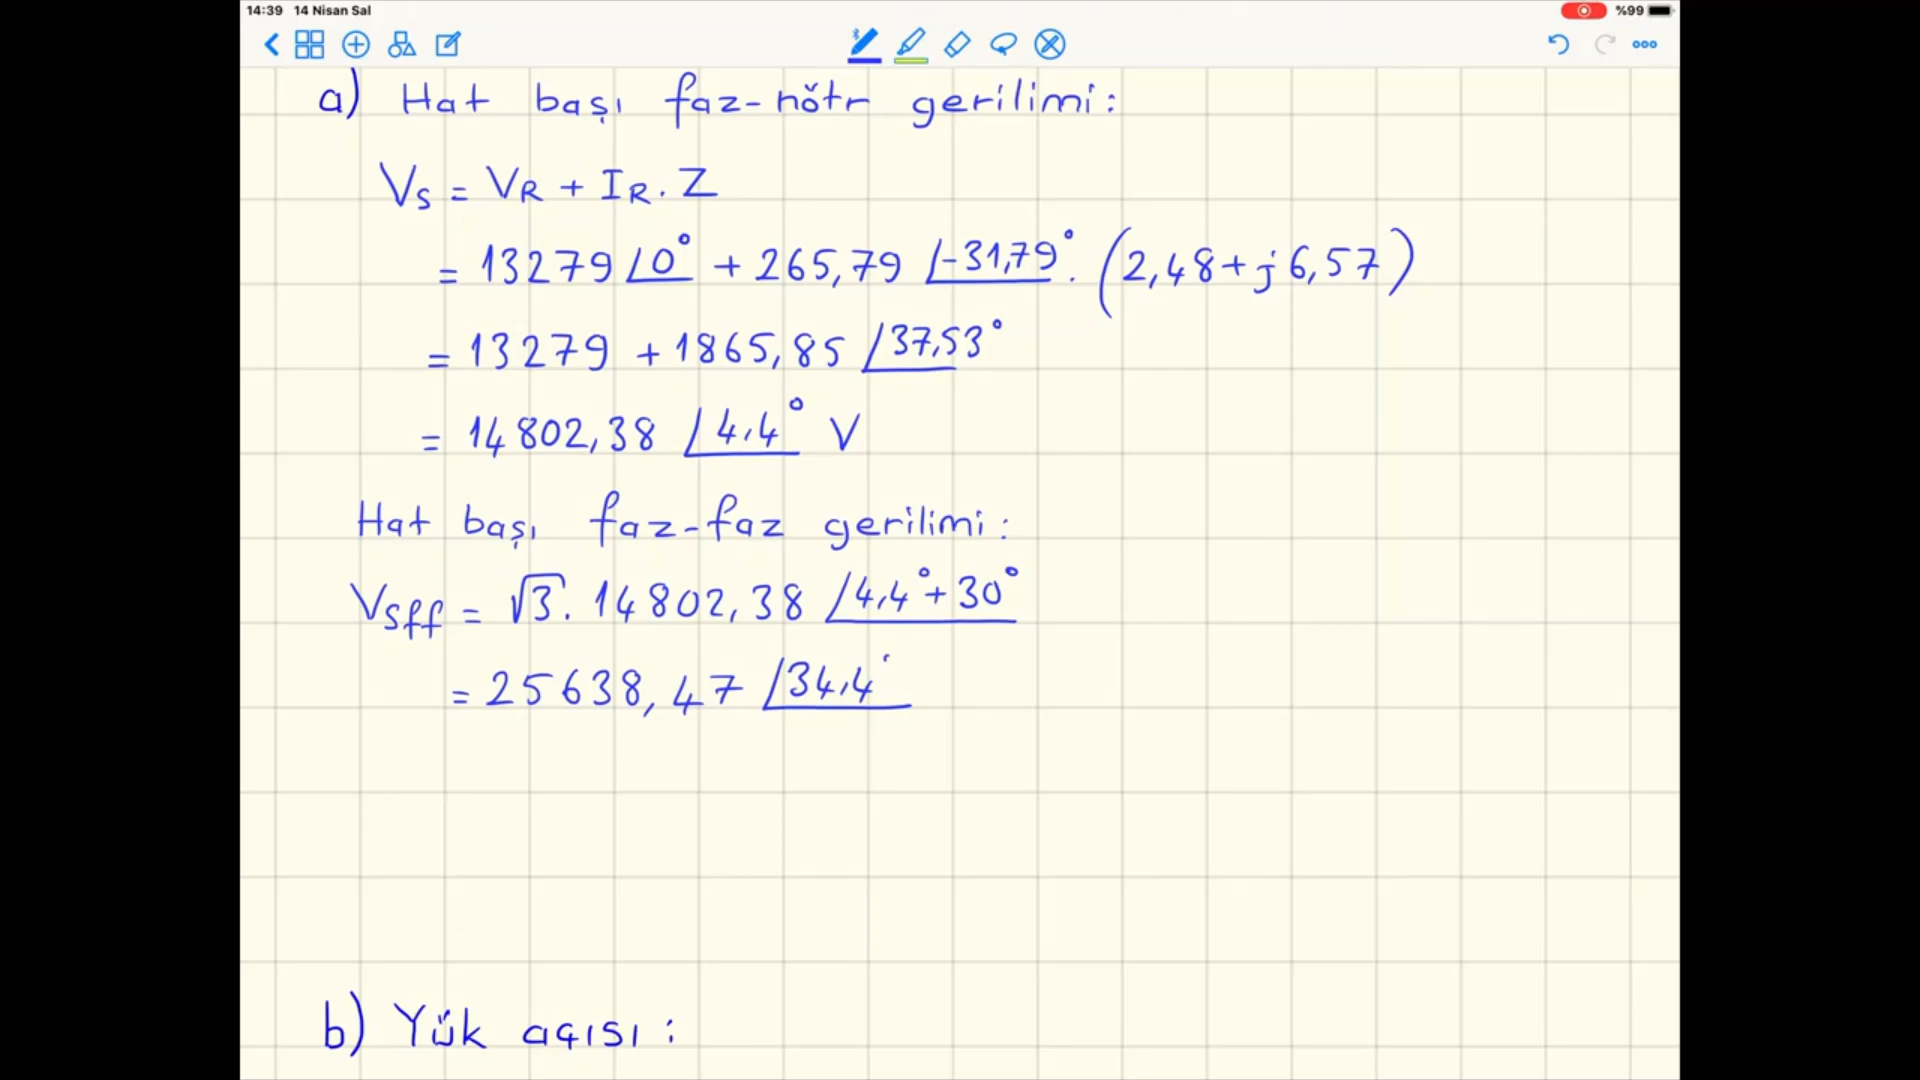 14:39 14 Nisan Sal %99
a) Hat başı faz-nötr gerilimi:
Vs = VR + IR . Z
= 13279 ∠0° + 265,79 ∠-31,79° . (2,48 + j 6,57)
= 13279 + 1865,85 ∠37,53°
= 14802,38 ∠4,4° V
Hat başı faz-faz gerilimi:
Vsff = √3 . 14802,38 ∠4,4° + 30°
= 25638,47 ∠34,4°
b) Yük açısı :